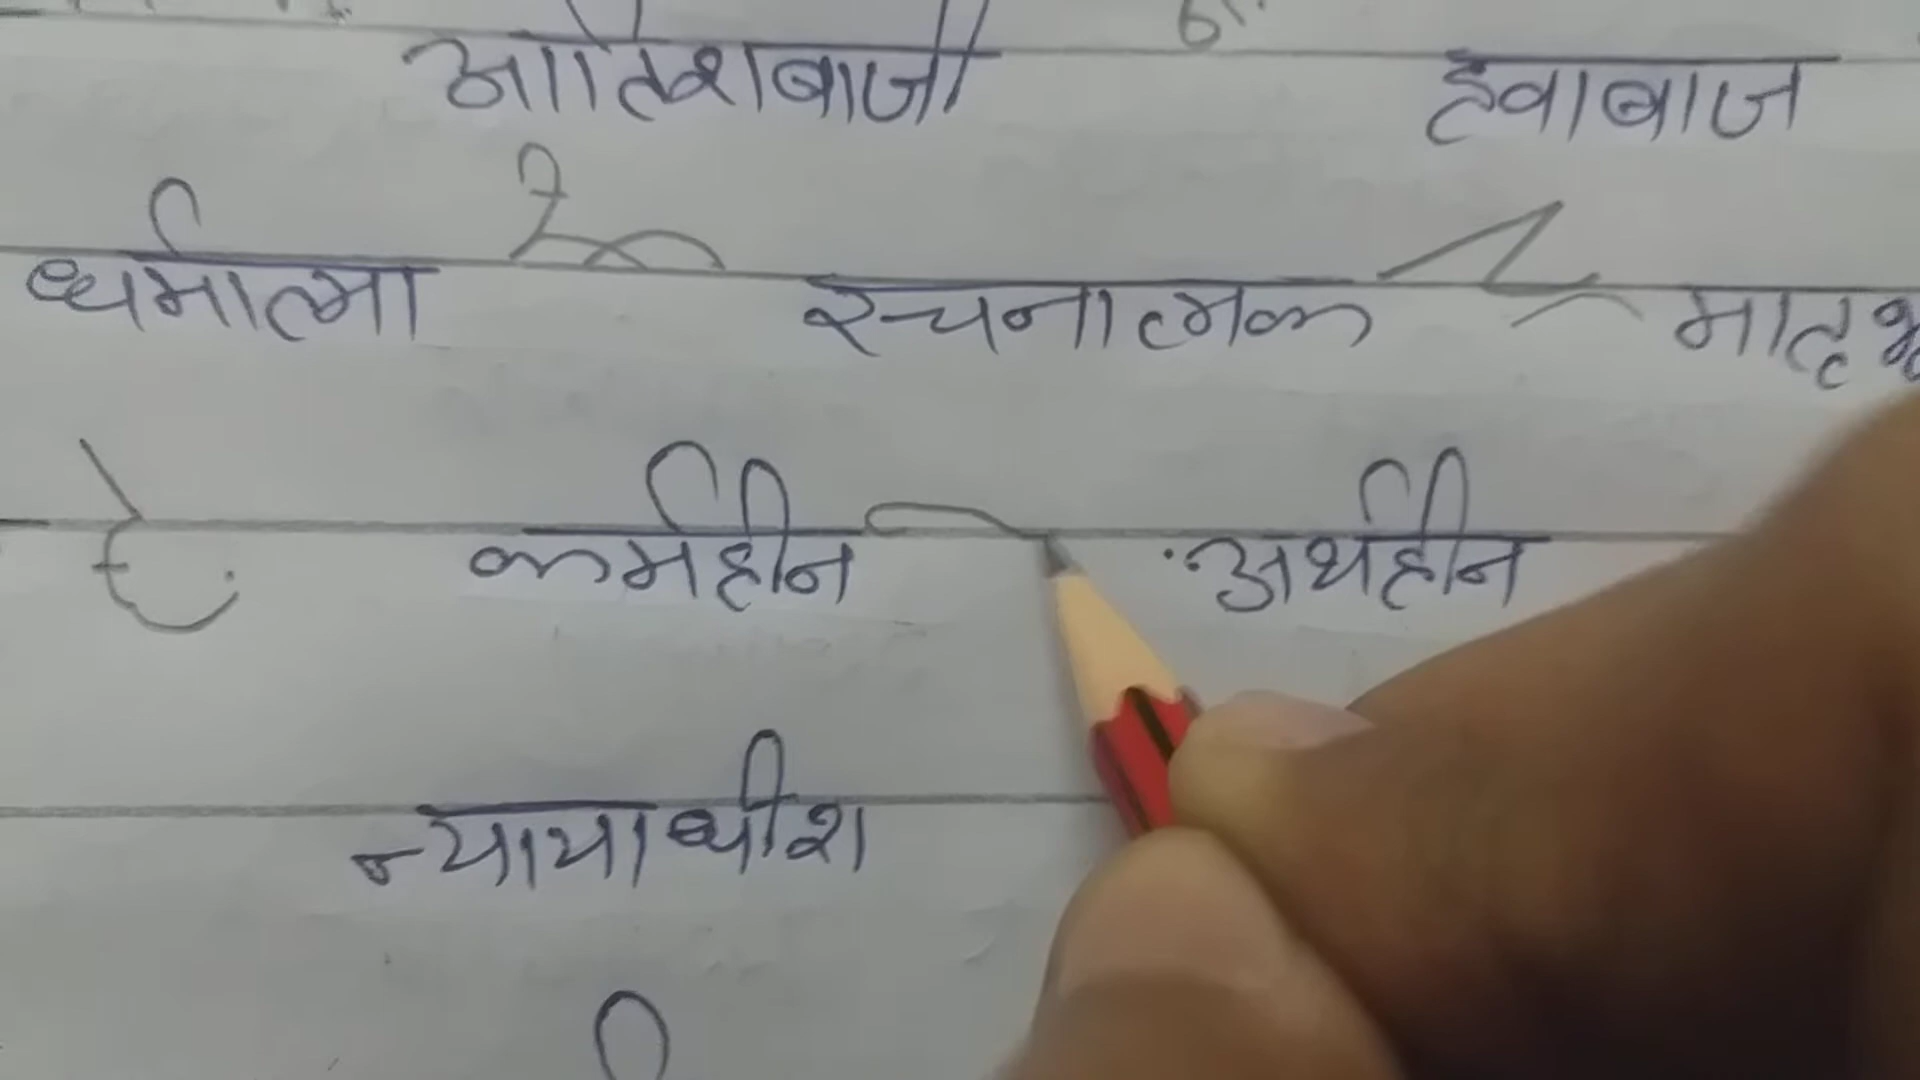 आतिशबाजी हवाबाज
धर्मात्मा रचनात्मक
कर्महीन अर्थहीन
न्यायाधीश